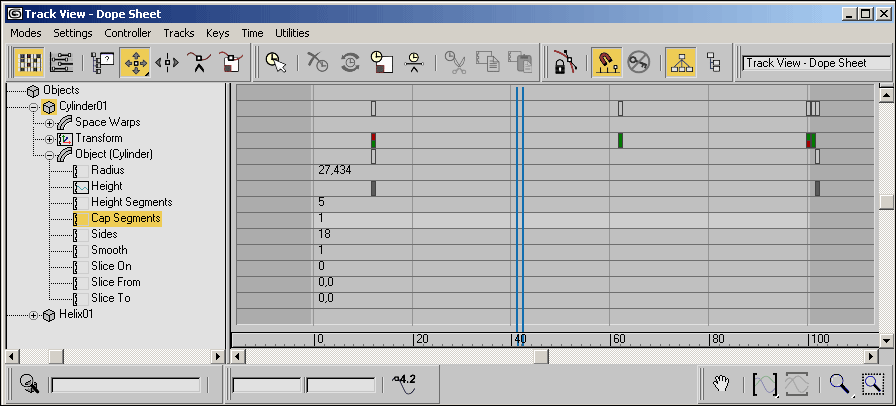 Track View - Dope Sheet
Modes Settings Controller Tracks Keys Time Utilities
Track View - Dope Sheet
Objects
Cylinder01
Space Warps
Transform
Object (Cylinder)
Radius 27,434
Height
Height Segments 5
Cap Segments 1
Sides 18
Smooth 1
Slice On 0
Slice From 0,0
Slice To 0,0
Helix01
0 20 40 60 80 100
4.2